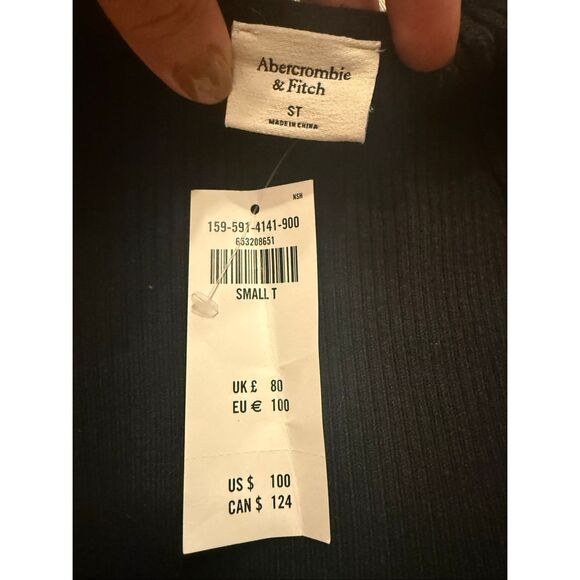 Abercrombie
& Fitch
ST
MADE IN CHINA
NSH
159-591-4141-900
653208651
SMALL T
UK £ 80
EU € 100
US $ 100
CAN $ 124